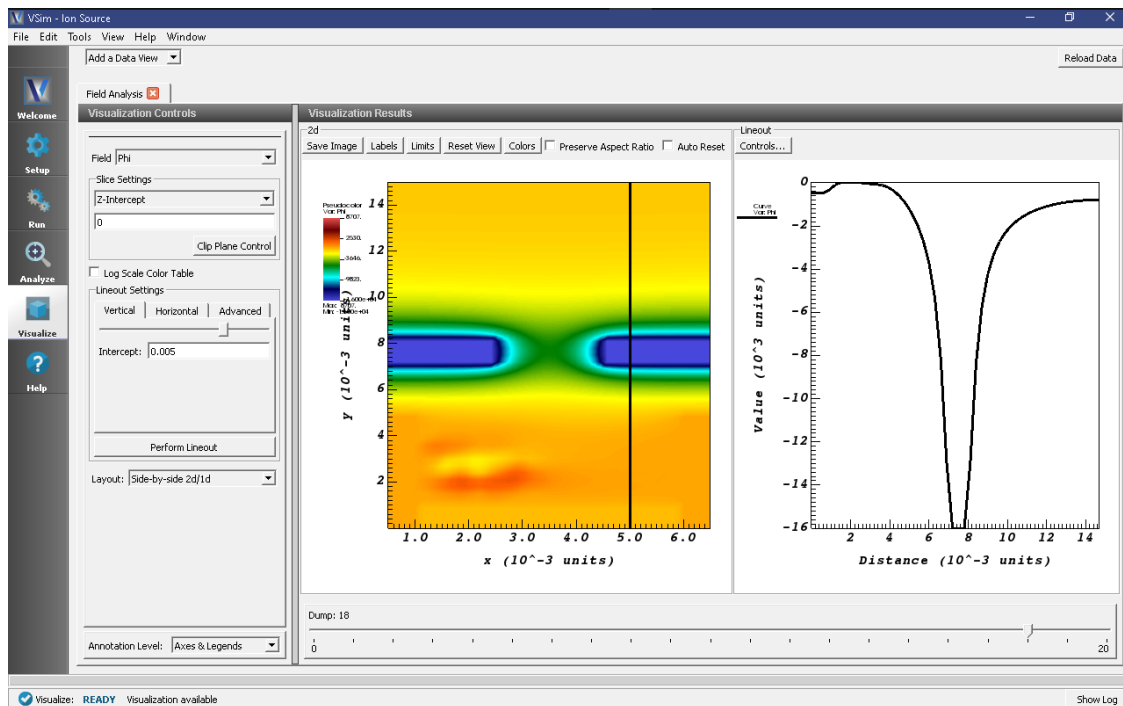 VSim - Ion Source
File Edit Tools View Help Window
Add a Data View
Reload Data
Field Analysis
Welcome
Setup
Run
Analyze
Visualize
Help
Visualization Controls
Field Phi
Slice Settings
Z-Intercept
0
Clip Plane Control
Log Scale Color Table
Lineout Settings
Vertical Horizontal Advanced
Intercept: 0.005
Perform Lineout
Layout: Side-by-side 2d/1d
Annotation Level: Axes & Legends
Visualization Results
2d
Save Image Labels Limits Reset View Colors Preserve Aspect Ratio Auto Reset
Pseudocolor
Var: Phi
8707.
2530.
-3646.
-9823.
14
12
10
8
6
4
2
y (10^-3 units)
1.0 2.0 3.0 4.0 5.0 6.0
x (10^-3 units)
Lineout
Controls...
Curve
Var: Phi
0
-2
-4
-6
-8
-10
-12
-14
-16
Value (10^3 units)
2 4 6 8 10 12 14
Distance (10^-3 units)
Dump: 18
0 20
Visualize: READY Visualization available
Show Log